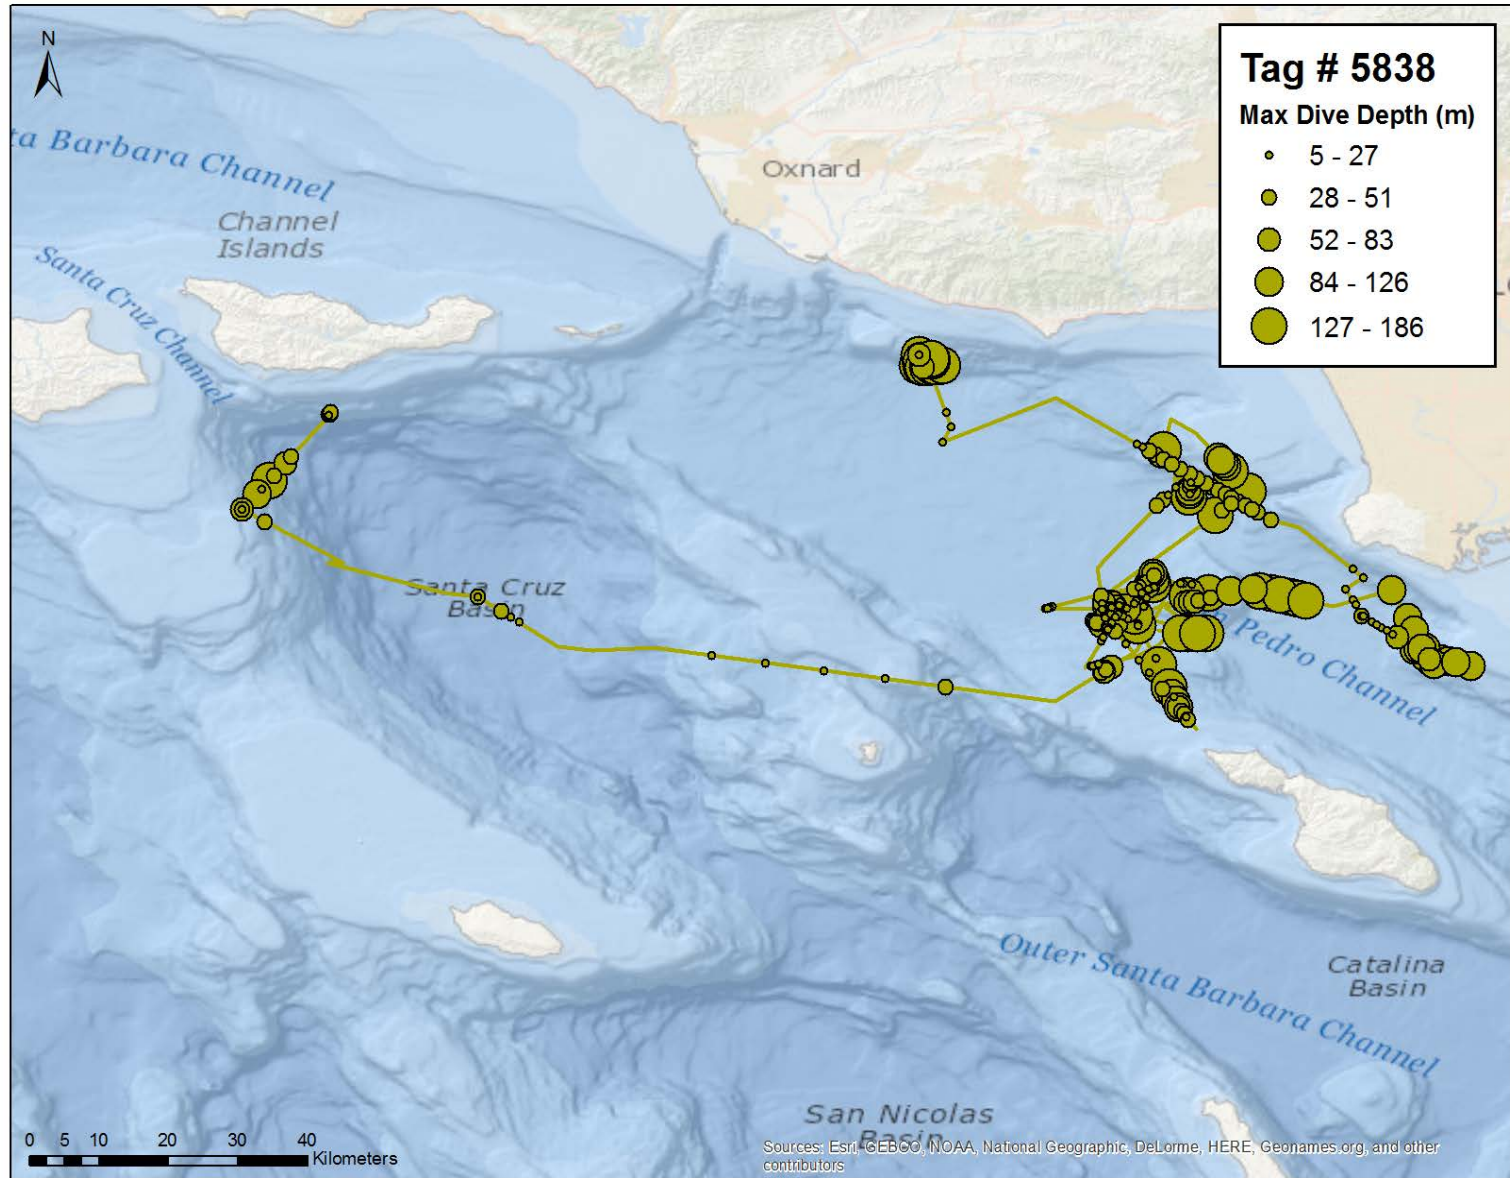 N
Tag # 5838
Max Dive Depth (m)
5 - 27
28 - 51
52 - 83
84 - 126
127 - 186
ta Barbara Channel
Oxnard
Channel
Islands
Santa Cruz Channel
Santa Cruz
Basin
Pedro Channel
Outer Santa Barbara Channel
Catalina
Basin
San Nicolas
Basin
0 5 10 20 30 40
Kilometers
Sources: Esri, GEBCO, NOAA, National Geographic, DeLorme, HERE, Geonames.org, and other
contributors